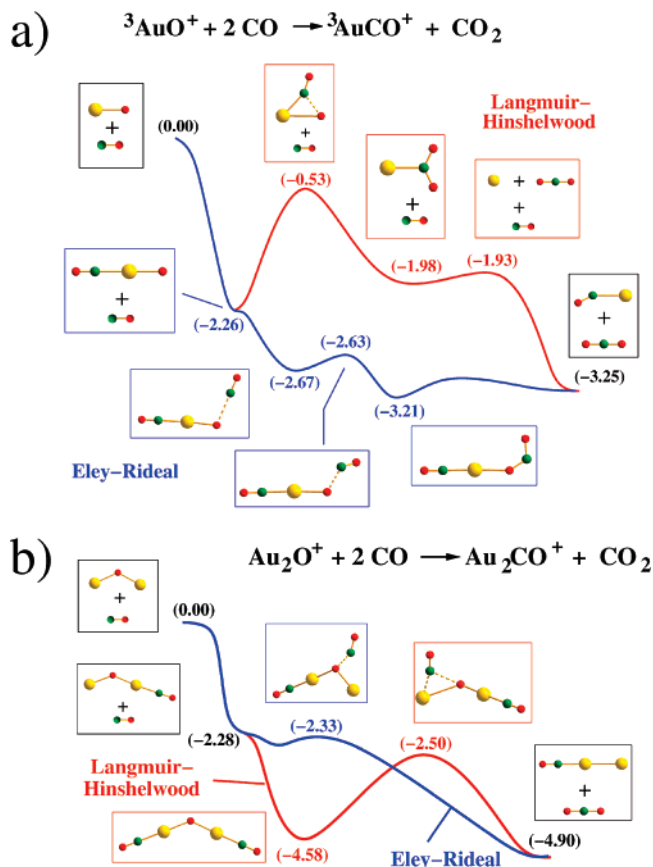 a)
³AuO⁺ + 2 CO → ³AuCO⁺ + CO₂
(0.00)
+
(−0.53)
+
Langmuir−
Hinshelwood
+
(−1.98)
(−1.93)
+
+
+
(−2.26)
(−2.67)
(−2.63)
(−3.21)
+
(−3.25)
Eley−Rideal
b)
Au₂O⁺ + 2 CO → Au₂CO⁺ + CO₂
+
(0.00)
+
(−2.28)
(−2.33)
(−2.50)
Langmuir−
Hinshelwood
(−4.58)
Eley−Rideal
+
(−4.90)